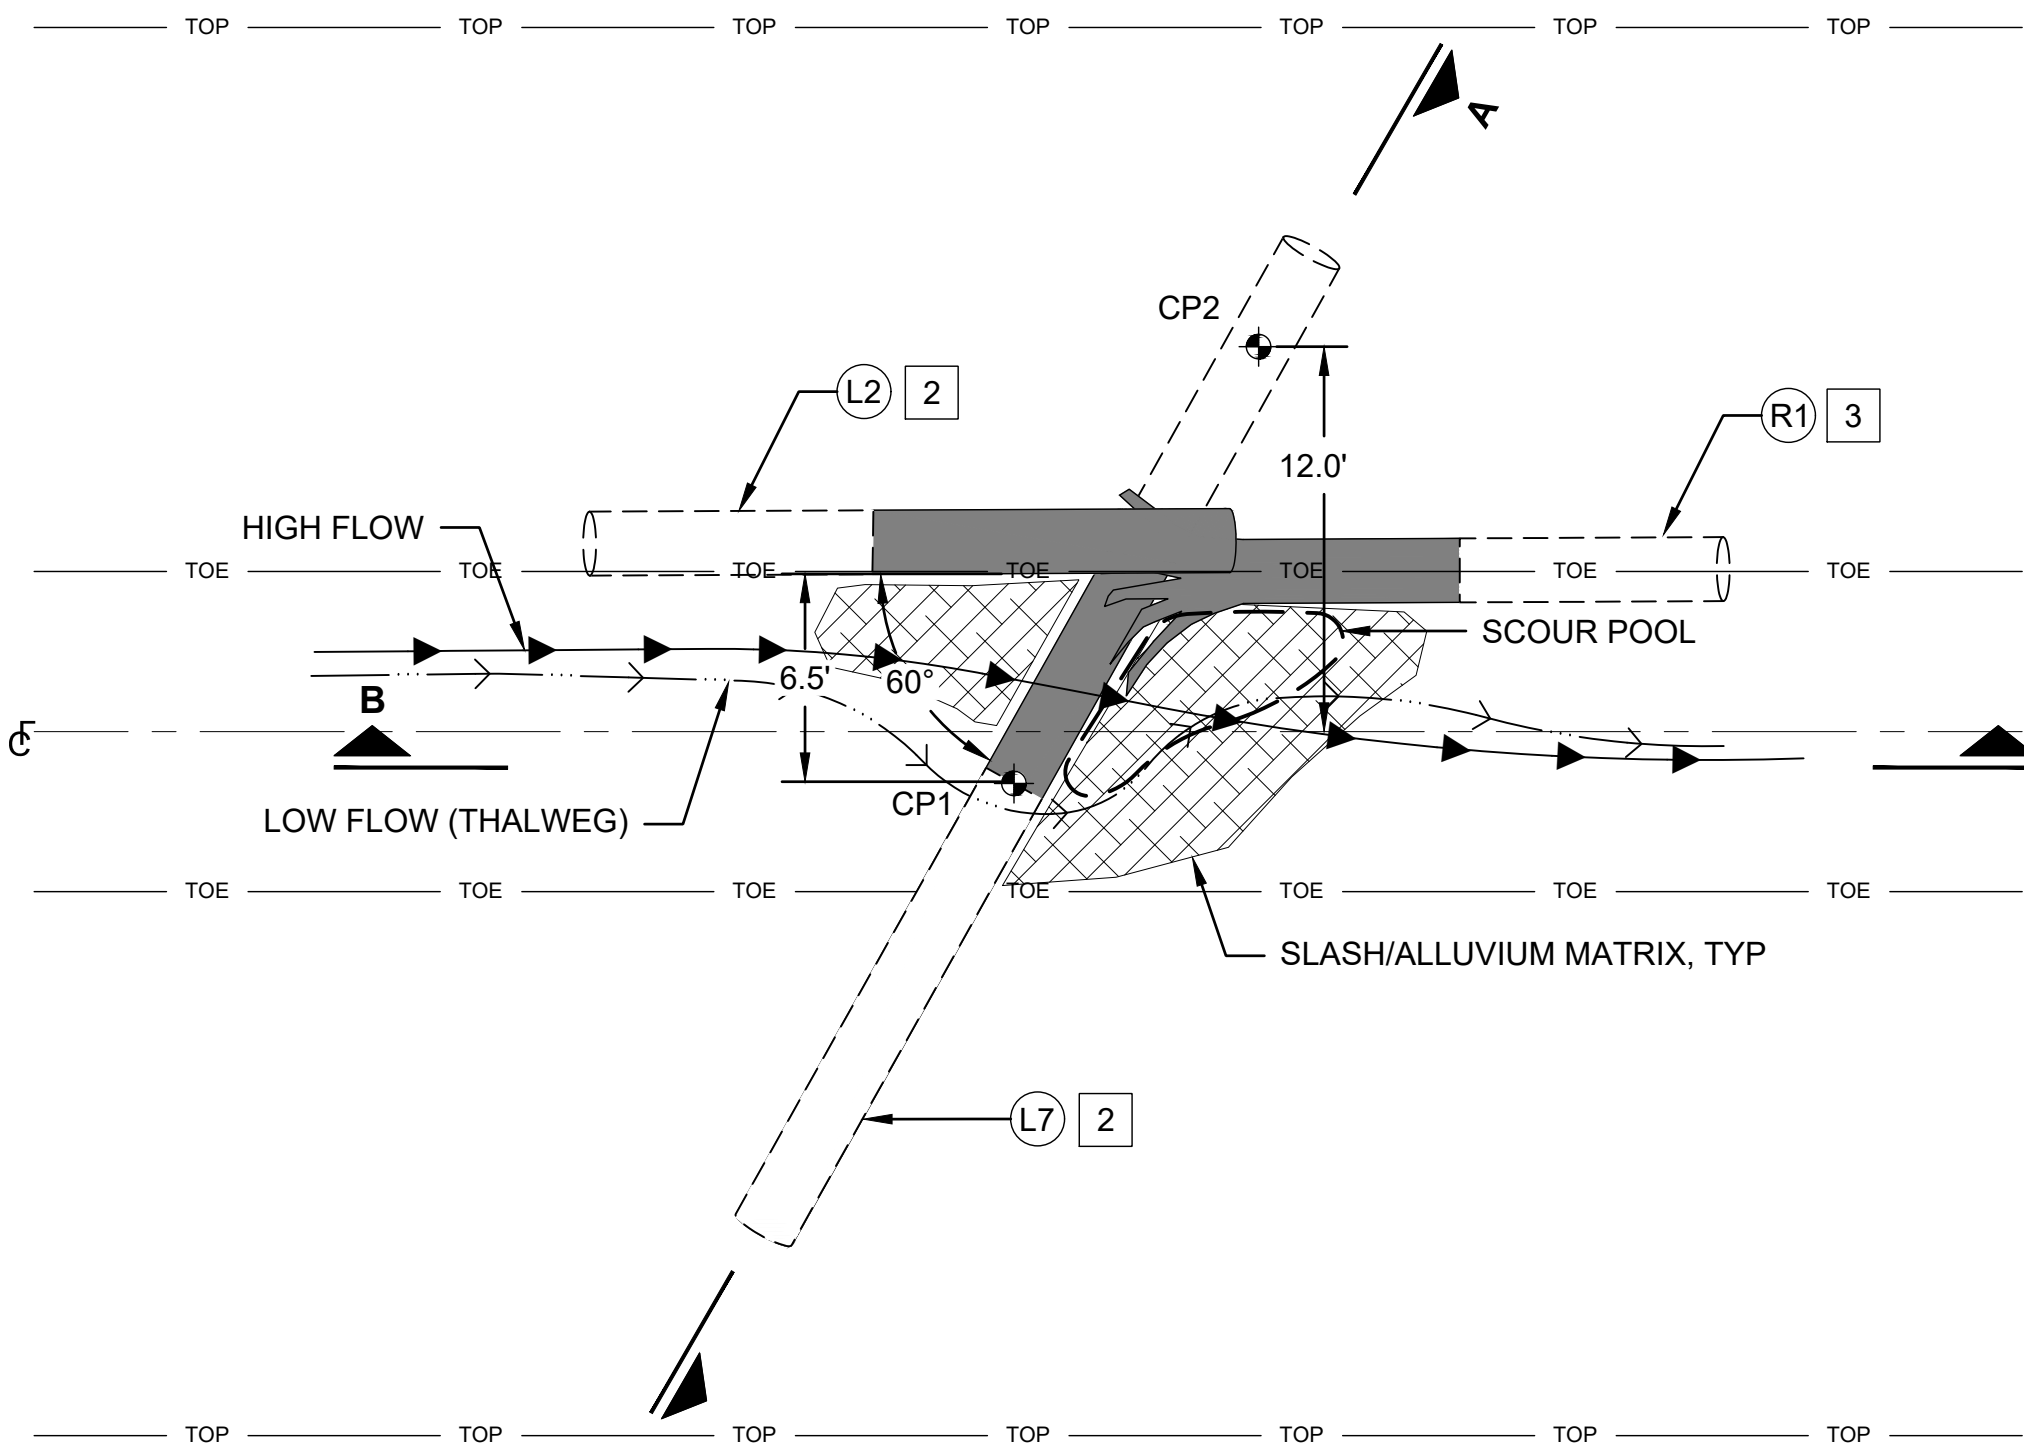 TOP TOP TOP TOP TOP TOP TOP
A
CP2
L2 2
R1 3
12.0'
HIGH FLOW
TOE TOE TOE TOE TOE TOE TOE
SCOUR POOL
6.5' 60°
B
CL
CP1
LOW FLOW (THALWEG)
TOE TOE TOE TOE TOE TOE TOE
SLASH/ALLUVIUM MATRIX, TYP
L7 2
TOP TOP TOP TOP TOP TOP TOP